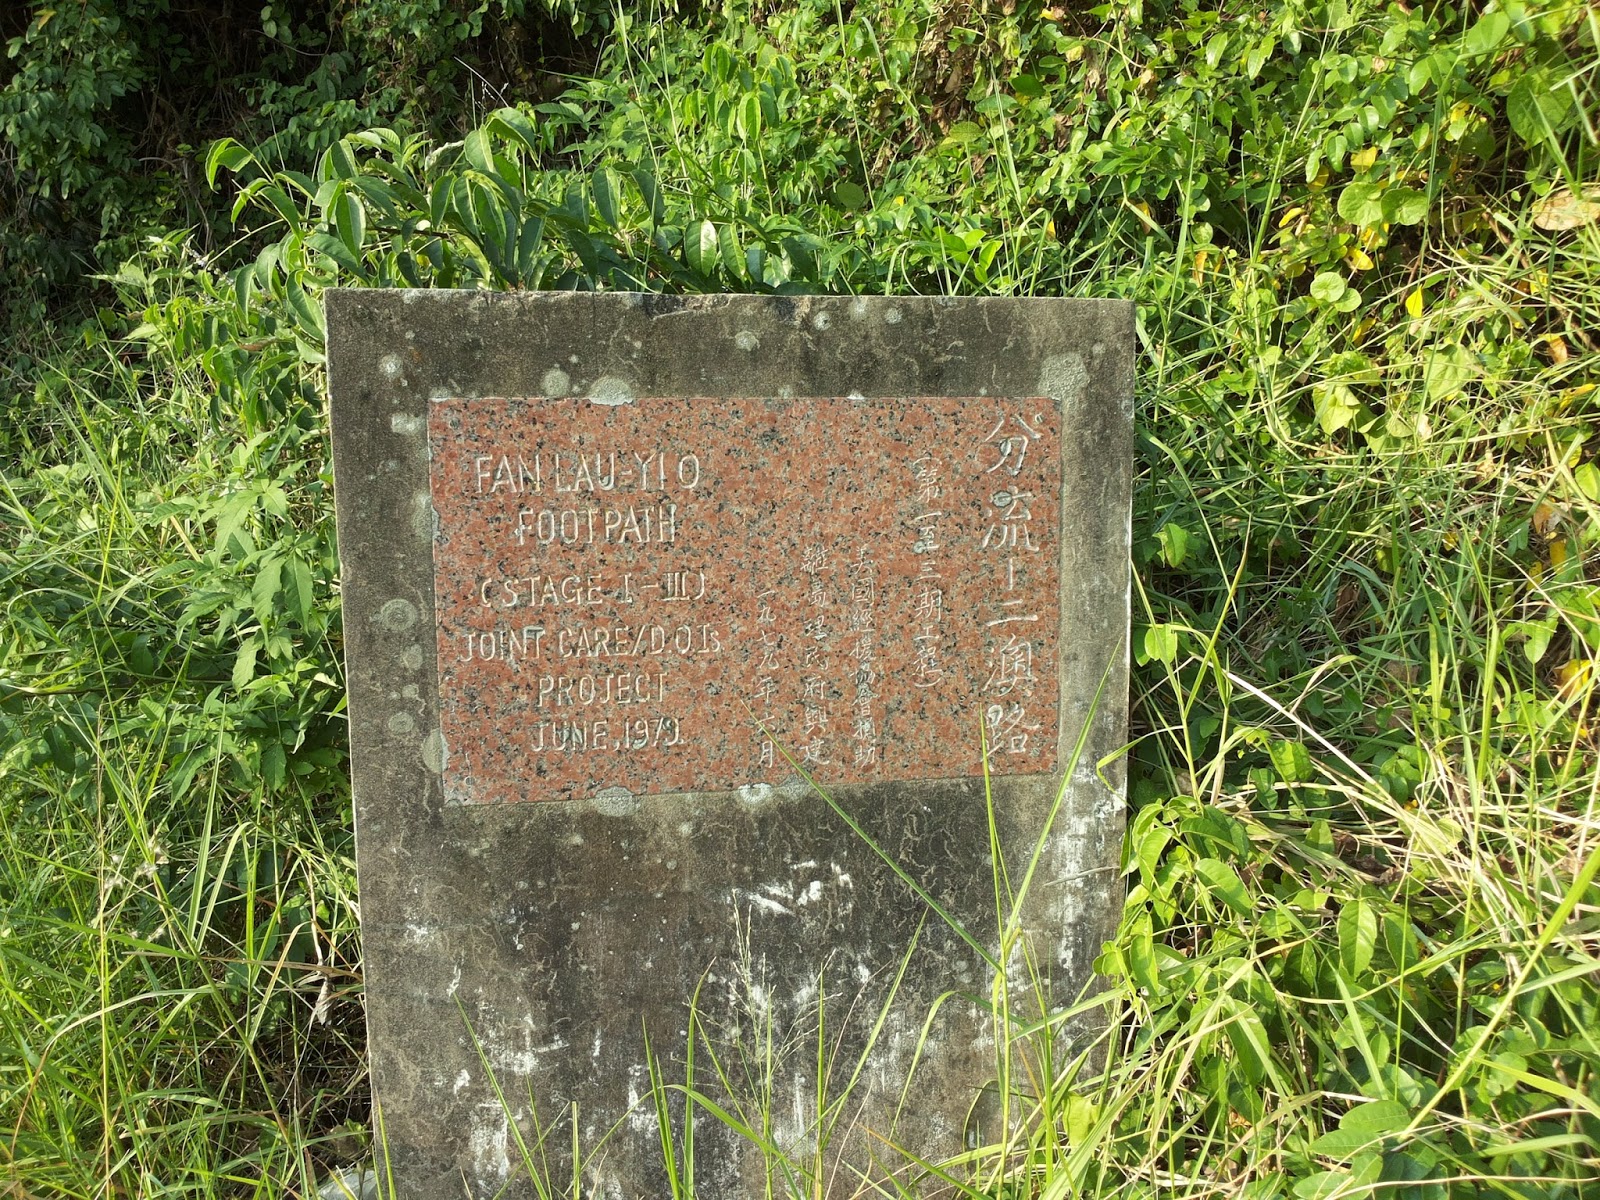 FAN LAU-YI O
FOOTPATH
(STAGE I-III)
JOINT CARE/D.O.Is
PROJECT
JUNE,1979.
分流十二澳路
（第一至三期工程）
美國經援協會捐助
離島理民府興建
一九七九年六月